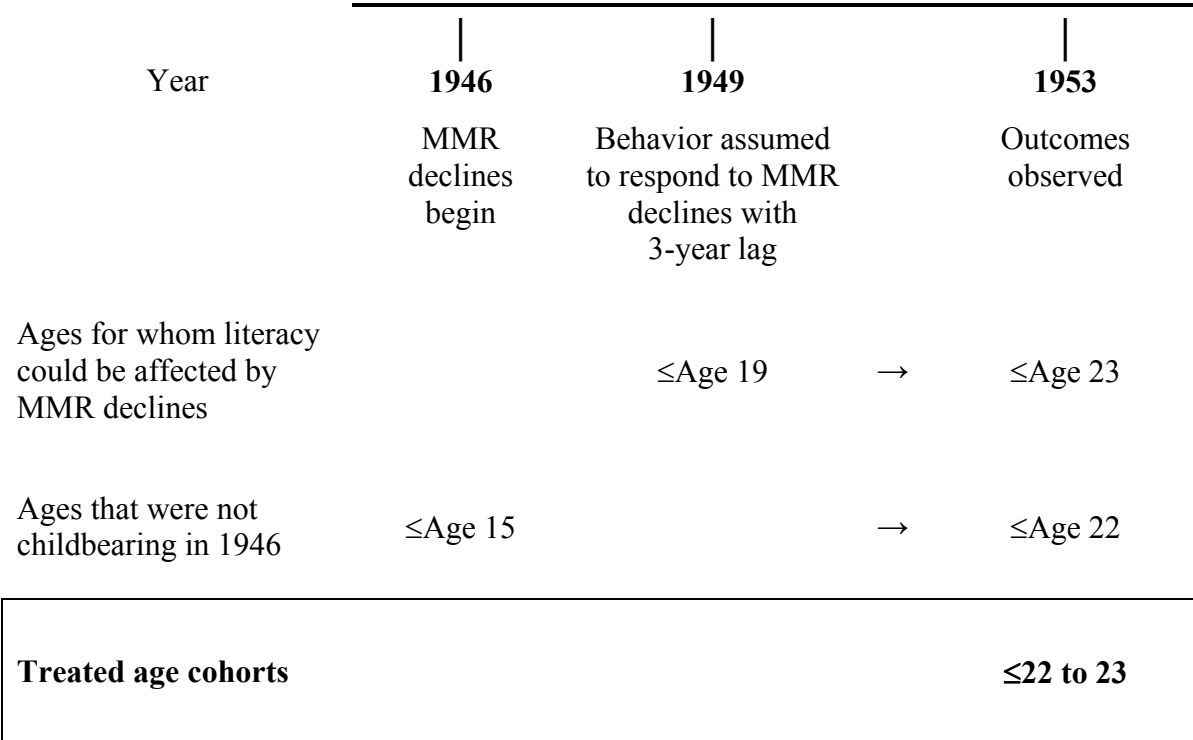 Year 1946 1949 1953
MMR Behavior assumed Outcomes
declines to respond to MMR observed
begin declines with
3-year lag
Ages for whom literacy
could be affected by ≤Age 19 → ≤Age 23
MMR declines
Ages that were not
childbearing in 1946 ≤Age 15 → ≤Age 22
Treated age cohorts ≤22 to 23